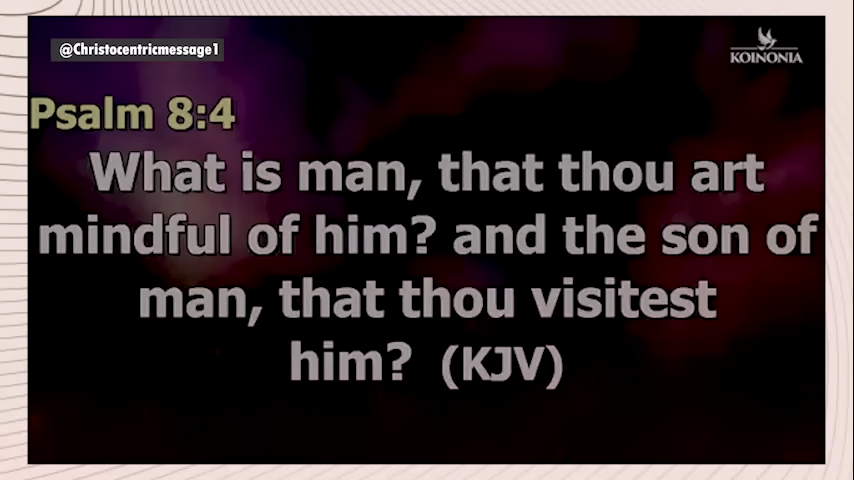 @Christocentricmessage1
KOINONIA
Psalm 8:4
What is man, that thou art
mindful of him? and the son of
man, that thou visitest
him? (KJV)